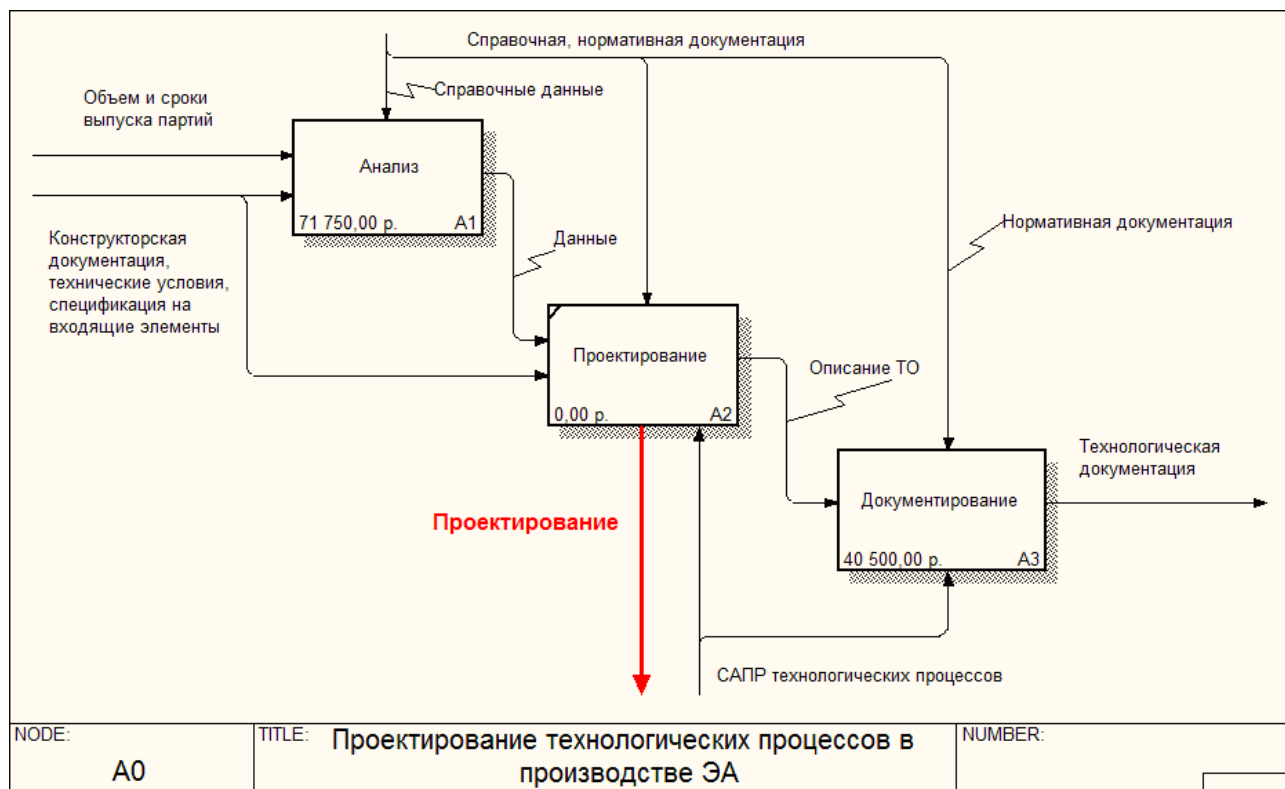 Справочная, нормативная документация
Справочные данные
Объем и сроки
выпуска партий
Анализ
71 750,00 р. A1
Конструкторская
документация,
технические условия,
спецификация на
входящие элементы
Данные
Нормативная документация
Проектирование
0,00 р. A2
Описание ТО
Технологическая
документация
Документирование
40 500,00 р. A3
Проектирование
САПР технологических процессов
NODE:
A0
TITLE:
Проектирование технологических процессов в
производстве ЭА
NUMBER: